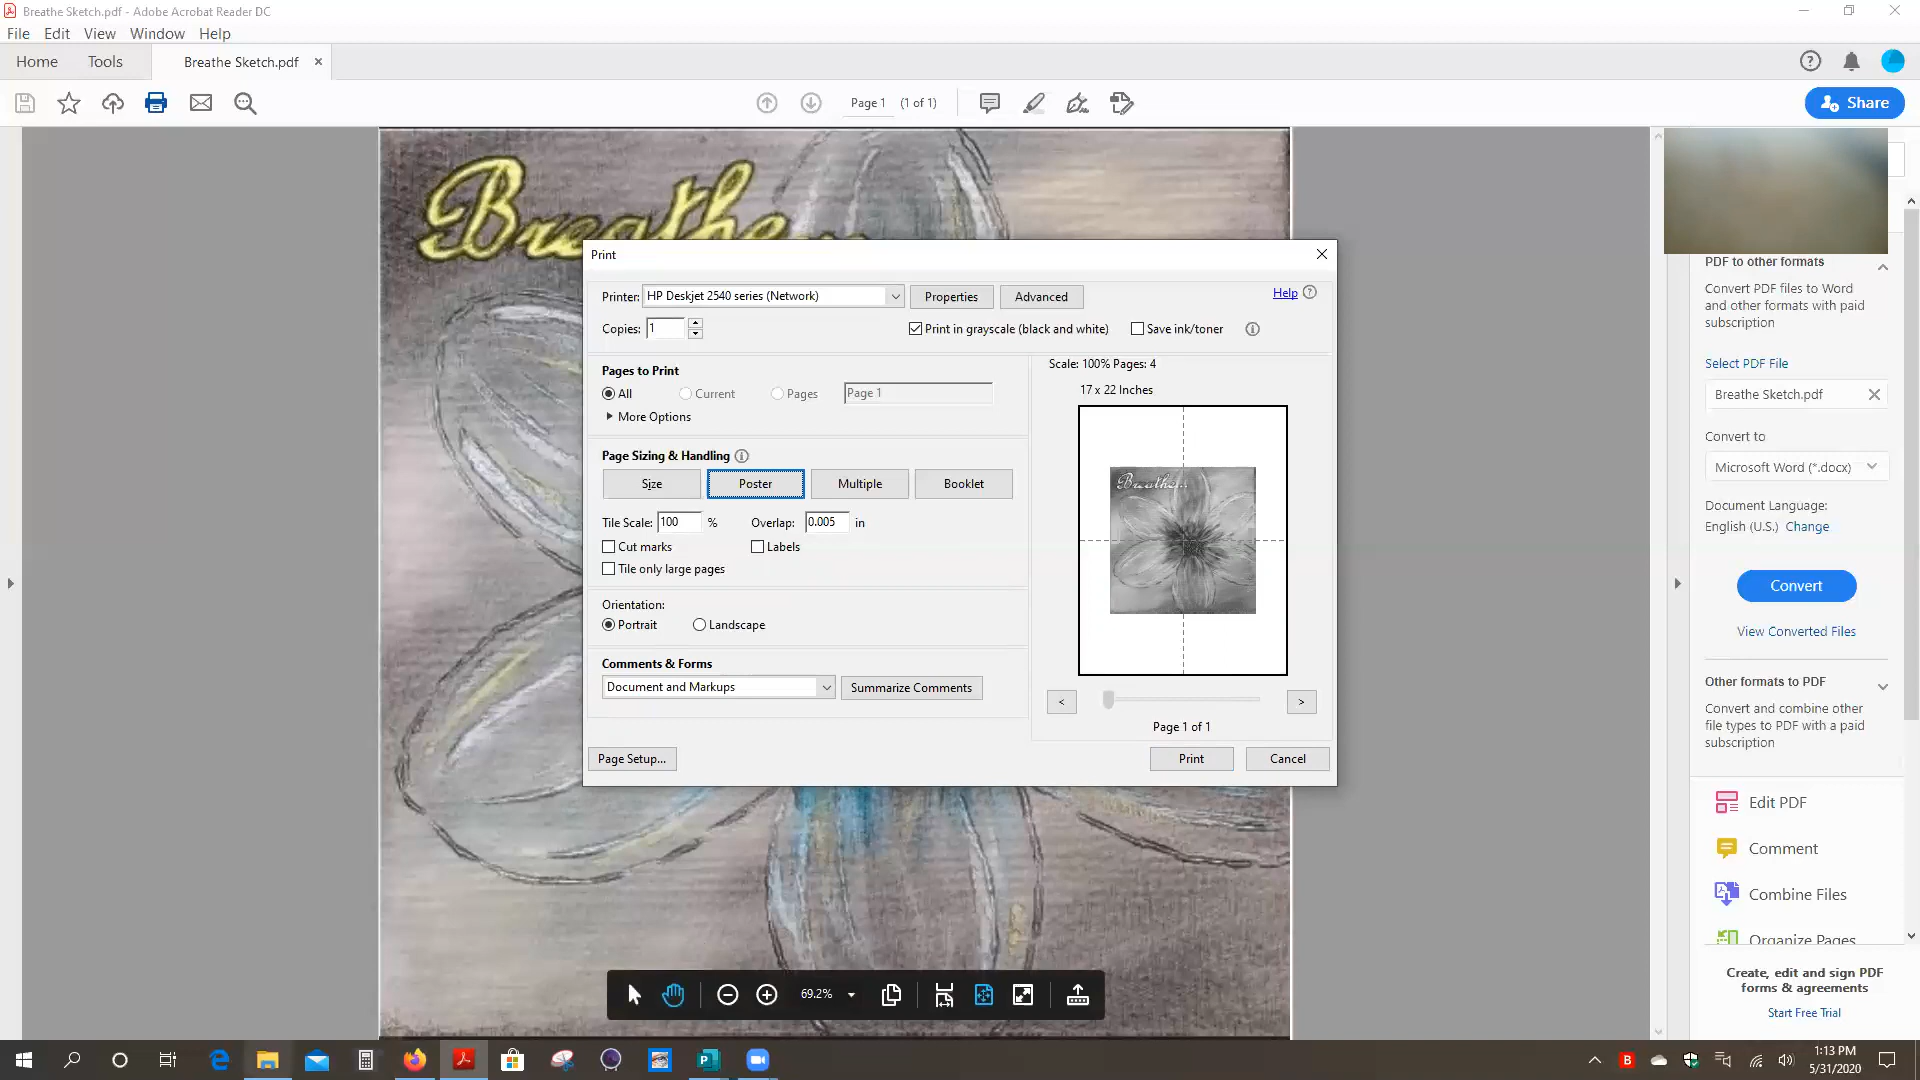 Breathe Sketch.pdf - Adobe Acrobat Reader DC
File Edit View Window Help
Home Tools Breathe Sketch.pdf
Page 1 (1 of 1)
Share
Breathe...
Print
Printer: HP Deskjet 2540 series (Network) Properties Advanced Help
Copies: 1 Print in grayscale (black and white) Save ink/toner
Pages to Print
All Current Pages Page 1
More Options
Page Sizing & Handling
Size Poster Multiple Booklet
Tile Scale: 100 % Overlap: 0.005 in
Cut marks Labels
Tile only large pages
Orientation:
Portrait Landscape
Comments & Forms
Document and Markups Summarize Comments
Page Setup...
Scale: 100% Pages: 4
17 x 22 Inches
Breathe...
< >
Page 1 of 1
Print Cancel
PDF to other formats
Convert PDF files to Word
and other formats with paid
subscription
Select PDF File
Breathe Sketch.pdf
Convert to
Microsoft Word (*.docx)
Document Language:
English (U.S.) Change
Convert
View Converted Files
Other formats to PDF
Convert and combine other
file types to PDF with a paid
subscription
Edit PDF
Comment
Combine Files
Organize Pages
Create, edit and sign PDF
forms & agreements
Start Free Trial
69.2%
1:13 PM
5/31/2020